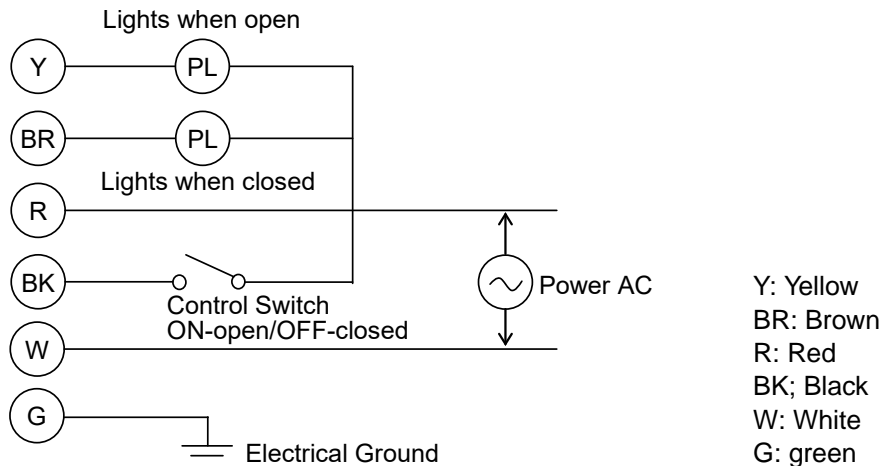 Lights when open
Y PL
BR PL
Lights when closed
R
BK
Control Switch
ON-open/OFF-closed
Power AC
W
G
Electrical Ground
Y: Yellow
BR: Brown
R: Red
BK; Black
W: White
G: green